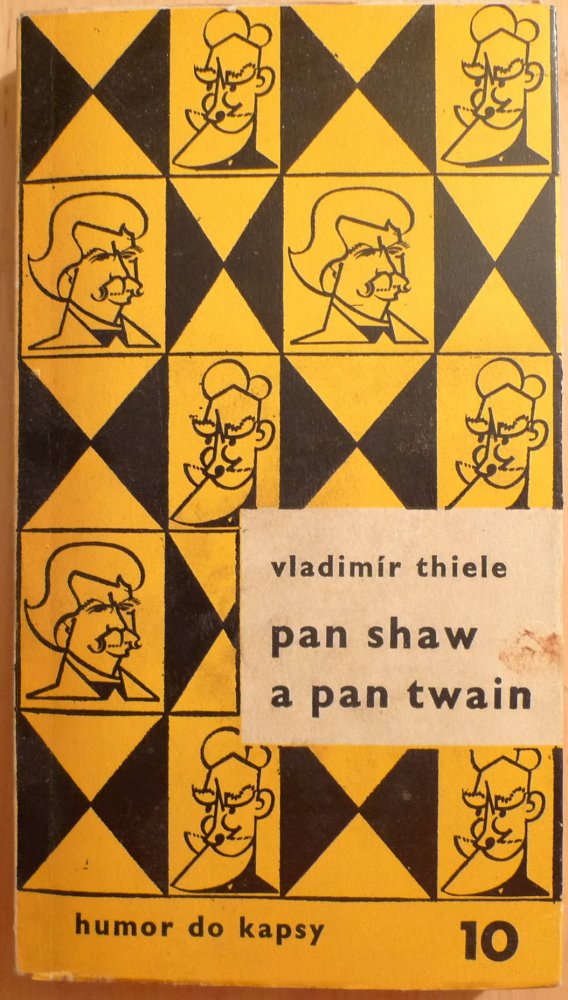 vladimír thiele
pan shaw
a pan twain
humor do kapsy
10